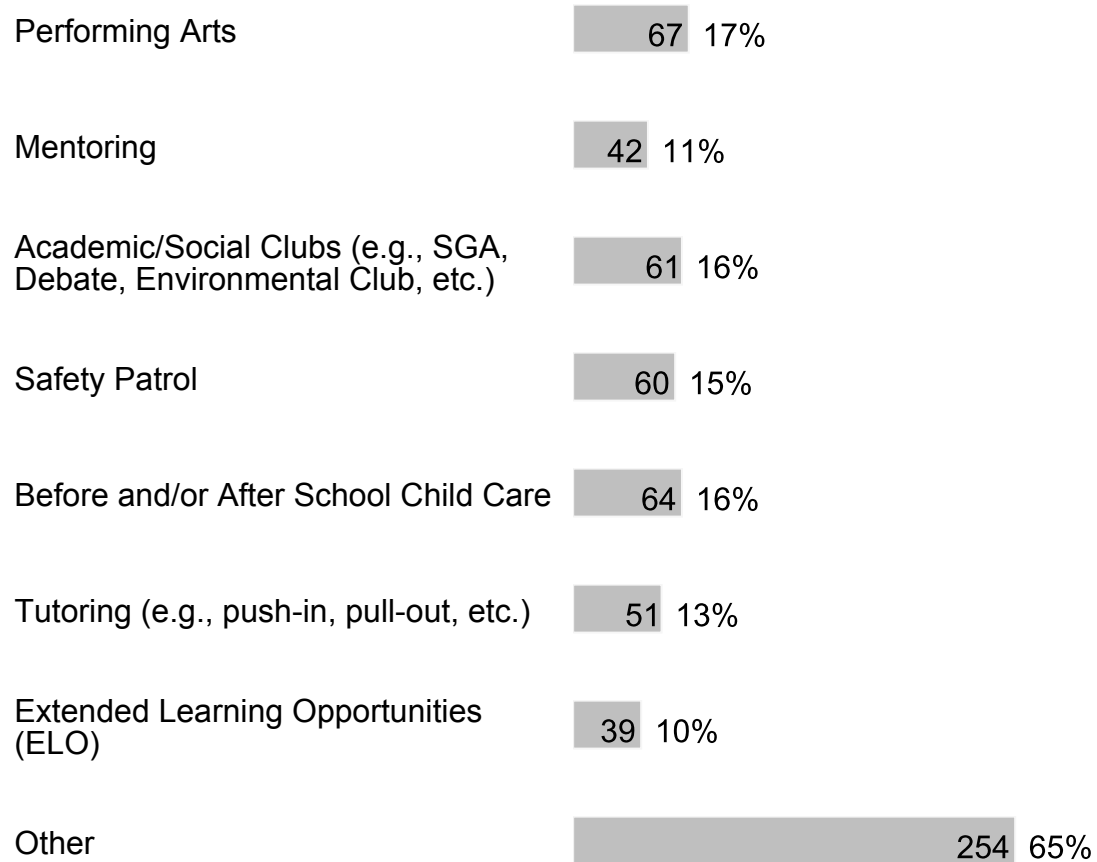 Performing Arts 67 17%
Mentoring 42 11%
Academic/Social Clubs (e.g., SGA,
Debate, Environmental Club, etc.) 61 16%
Safety Patrol 60 15%
Before and/or After School Child Care 64 16%
Tutoring (e.g., push-in, pull-out, etc.) 51 13%
Extended Learning Opportunities
(ELO) 39 10%
Other 254 65%